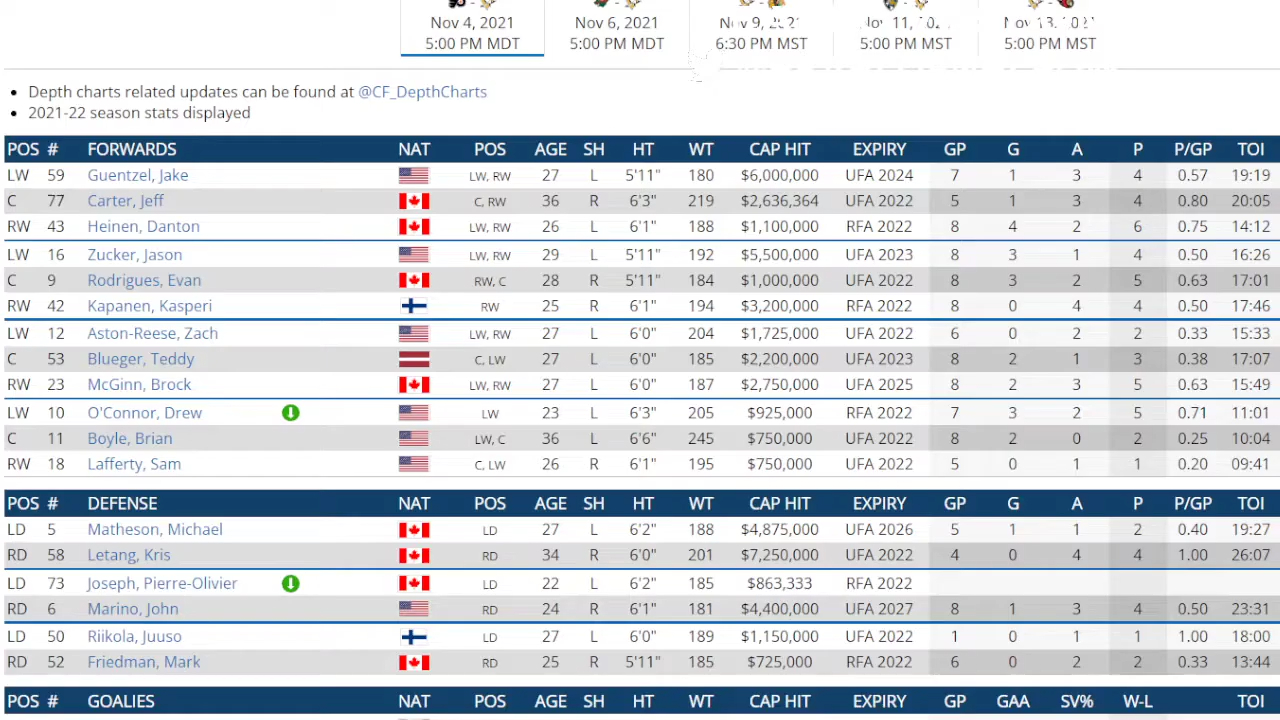 Nov 4, 2021 Nov 6, 2021 Nov 9, 2021 Nov 11, Nov 13,
5:00 PM MDT 5:00 PM MDT 6:30 PM MST 5:00 PM MST 5:00 PM MST
Depth charts related updates can be found at @CF_DepthCharts
2021-22 season stats displayed
POS # FORWARDS NAT POS AGE SH HT WT CAP HIT EXPIRY GP G A P P/GP TOI
LW 59 Guentzel, Jake LW, RW 27 L 5'11" 180 $6,000,000 UFA 2024 7 1 3 4 0.57 19:19
C 77 Carter, Jeff C, RW 36 R 6'3" 219 $2,636,364 UFA 2022 5 1 3 4 0.80 20:05
RW 43 Heinen, Danton LW, RW 26 L 6'1" 188 $1,100,000 RFA 2022 8 4 2 6 0.75 14:12
LW 16 Zucker, Jason LW, RW 29 L 5'11" 192 $5,500,000 UFA 2023 8 3 1 4 0.50 16:26
C 9 Rodrigues, Evan RW, C 28 R 5'11" 184 $1,000,000 UFA 2022 8 3 2 5 0.63 17:01
RW 42 Kapanen, Kasperi RW 25 R 6'1" 194 $3,200,000 RFA 2022 8 0 4 4 0.50 17:46
LW 12 Aston-Reese, Zach LW, RW 27 L 6'0" 204 $1,725,000 UFA 2022 6 0 2 2 0.33 15:33
C 53 Blueger, Teddy C, LW 27 L 6'0" 185 $2,200,000 UFA 2023 8 2 1 3 0.38 17:07
RW 23 McGinn, Brock LW, RW 27 L 6'0" 187 $2,750,000 UFA 2025 8 2 3 5 0.63 15:49
LW 10 O'Connor, Drew LW 23 L 6'3" 205 $925,000 RFA 2022 7 3 2 5 0.71 11:01
C 11 Boyle, Brian LW, C 36 L 6'6" 245 $750,000 UFA 2022 8 2 0 2 0.25 10:04
RW 18 Lafferty, Sam C, LW 26 R 6'1" 195 $750,000 UFA 2022 5 0 1 1 0.20 09:41
POS # DEFENSE NAT POS AGE SH HT WT CAP HIT EXPIRY GP G A P P/GP TOI
LD 5 Matheson, Michael LD 27 L 6'2" 188 $4,875,000 UFA 2026 5 1 1 2 0.40 19:27
RD 58 Letang, Kris RD 34 R 6'0" 201 $7,250,000 UFA 2022 4 0 4 4 1.00 26:07
LD 73 Joseph, Pierre-Olivier LD 22 L 6'2" 185 $863,333 RFA 2022
RD 6 Marino, John RD 24 R 6'1" 181 $4,400,000 UFA 2027 8 1 3 4 0.50 23:31
LD 50 Riikola, Juuso LD 27 L 6'0" 189 $1,150,000 UFA 2022 1 0 1 1 1.00 18:00
RD 52 Friedman, Mark RD 25 R 5'11" 185 $725,000 RFA 2022 6 0 2 2 0.33 13:44
POS # GOALIES NAT POS AGE SH HT WT CAP HIT EXPIRY GP GAA SV% W-L TOI